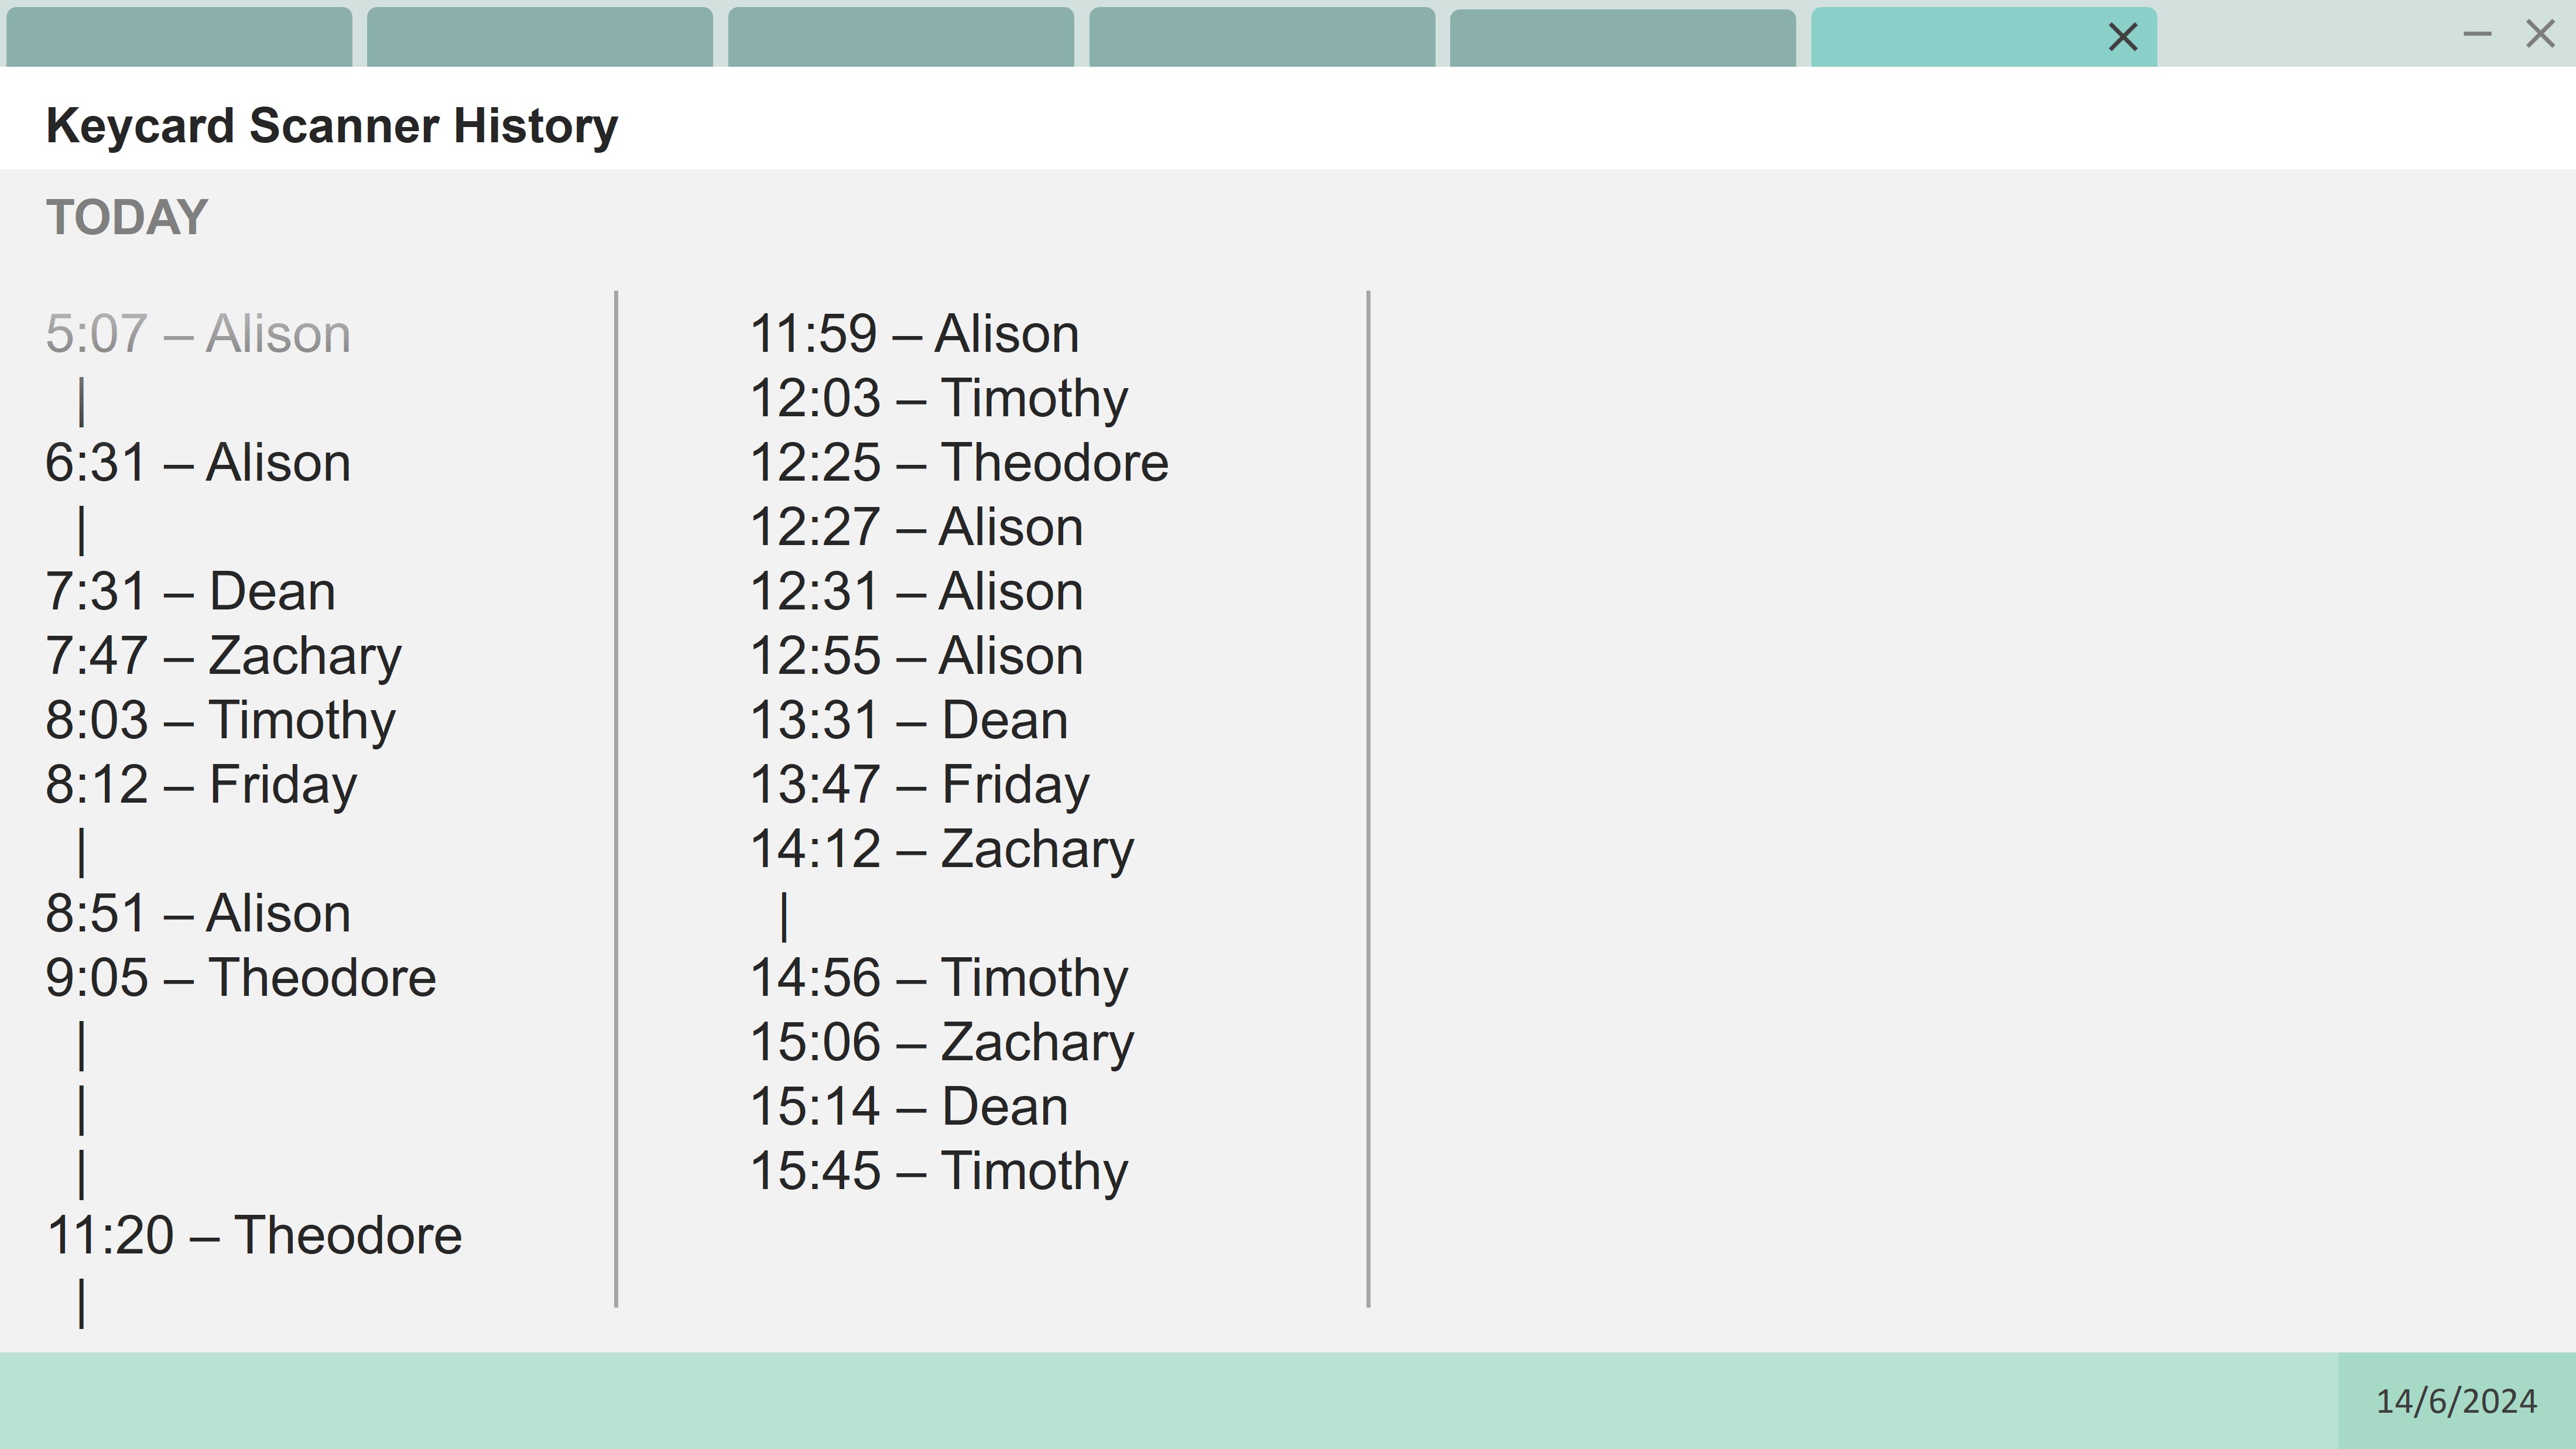 Keycard Scanner History
TODAY
5:07 – Alison
|
6:31 – Alison
|
7:31 – Dean
7:47 – Zachary
8:03 – Timothy
8:12 – Friday
|
8:51 – Alison
9:05 – Theodore
|
|
|
11:20 – Theodore
|
11:59 – Alison
12:03 – Timothy
12:25 – Theodore
12:27 – Alison
12:31 – Alison
12:55 – Alison
13:31 – Dean
13:47 – Friday
14:12 – Zachary
|
14:56 – Timothy
15:06 – Zachary
15:14 – Dean
15:45 – Timothy
14/6/2024